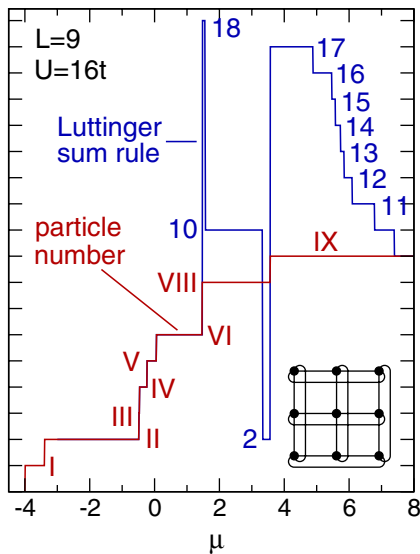 18
L=9
U=16t
17
16
15
14
13
12
11
Luttinger
sum rule
10
particle
number
IX
VIII
VI
V
IV
III
II
2
I
-4
-2
0
2
4
6
8
μ